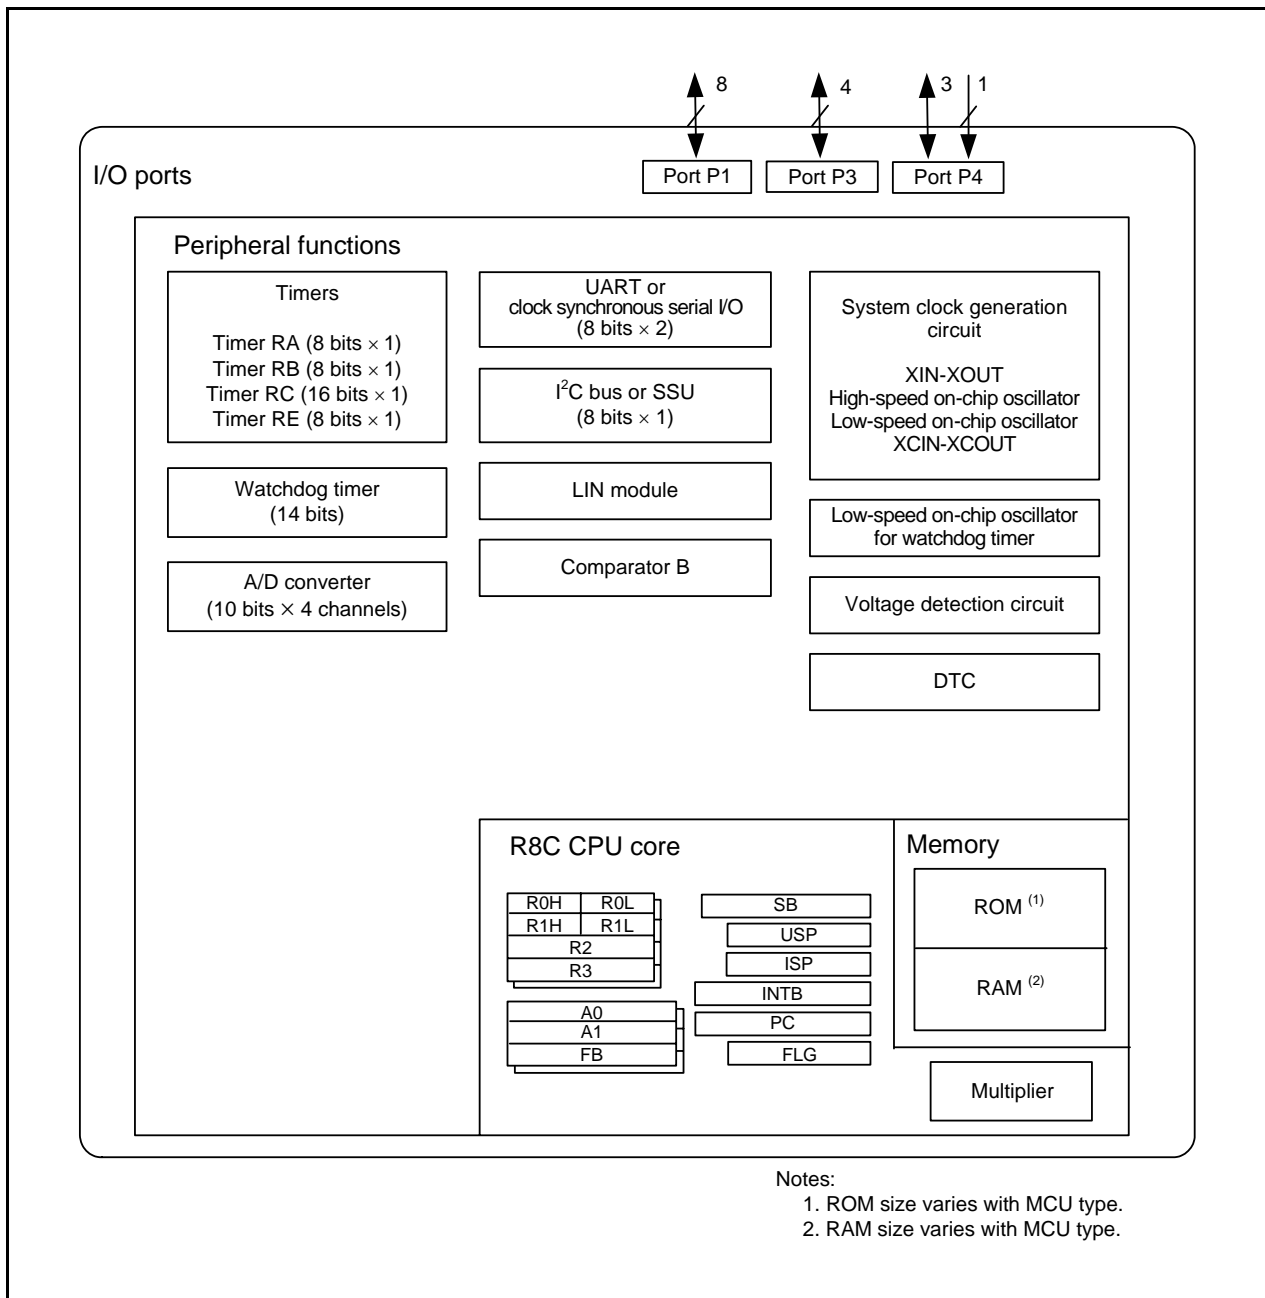 8
4
3
1
I/O ports
Port P1
Port P3
Port P4
Peripheral functions
Timers
Timer RA (8 bits × 1)
Timer RB (8 bits × 1)
Timer RC (16 bits × 1)
Timer RE (8 bits × 1)
Watchdog timer
(14 bits)
A/D converter
(10 bits × 4 channels)
UART or
clock synchronous serial I/O
(8 bits × 2)
I²C bus or SSU
(8 bits × 1)
LIN module
Comparator B
System clock generation
circuit
XIN-XOUT
High-speed on-chip oscillator
Low-speed on-chip oscillator
XCIN-XCOUT
Low-speed on-chip oscillator
for watchdog timer
Voltage detection circuit
DTC
R8C CPU core
R0H
R0L
R1H
R1L
R2
R3
A0
A1
FB
SB
USP
ISP
INTB
PC
FLG
Memory
ROM (1)
RAM (2)
Multiplier
Notes:
1. ROM size varies with MCU type.
2. RAM size varies with MCU type.